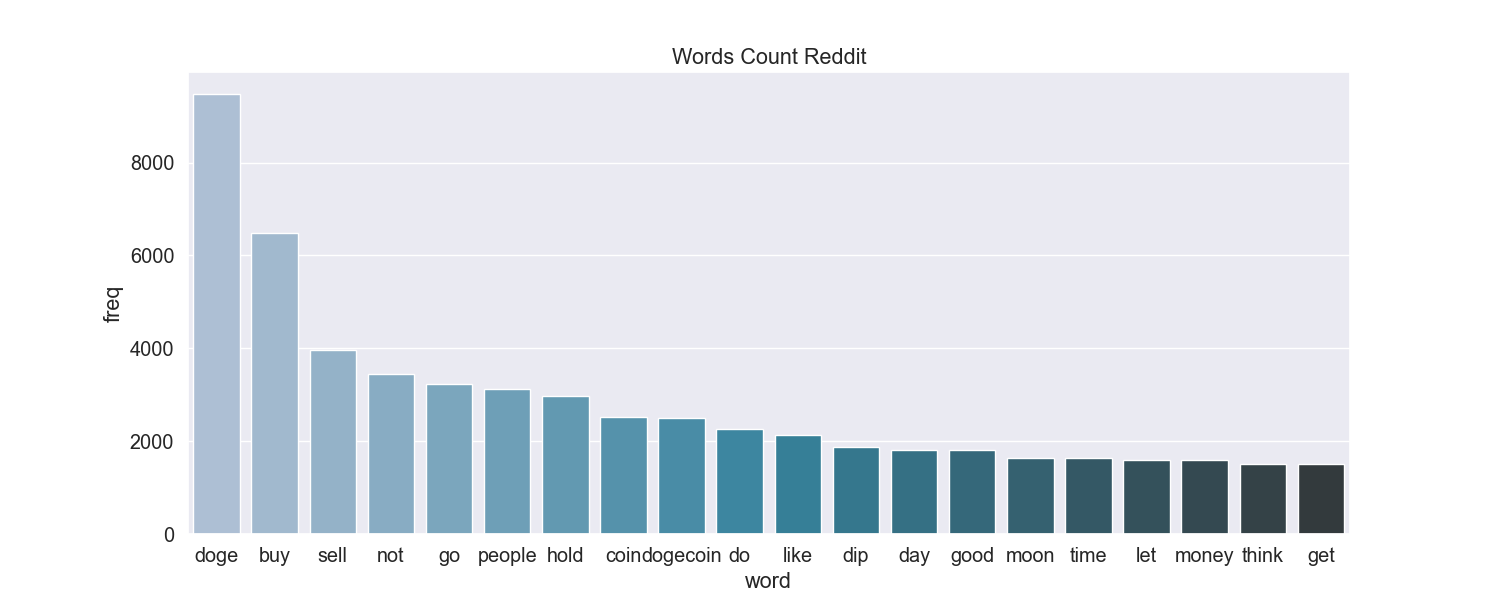 Words Count Reddit
freq
8000
6000
4000
2000
0
doge buy sell not go people hold coin dogecoin do like dip day good moon time let money think get
word